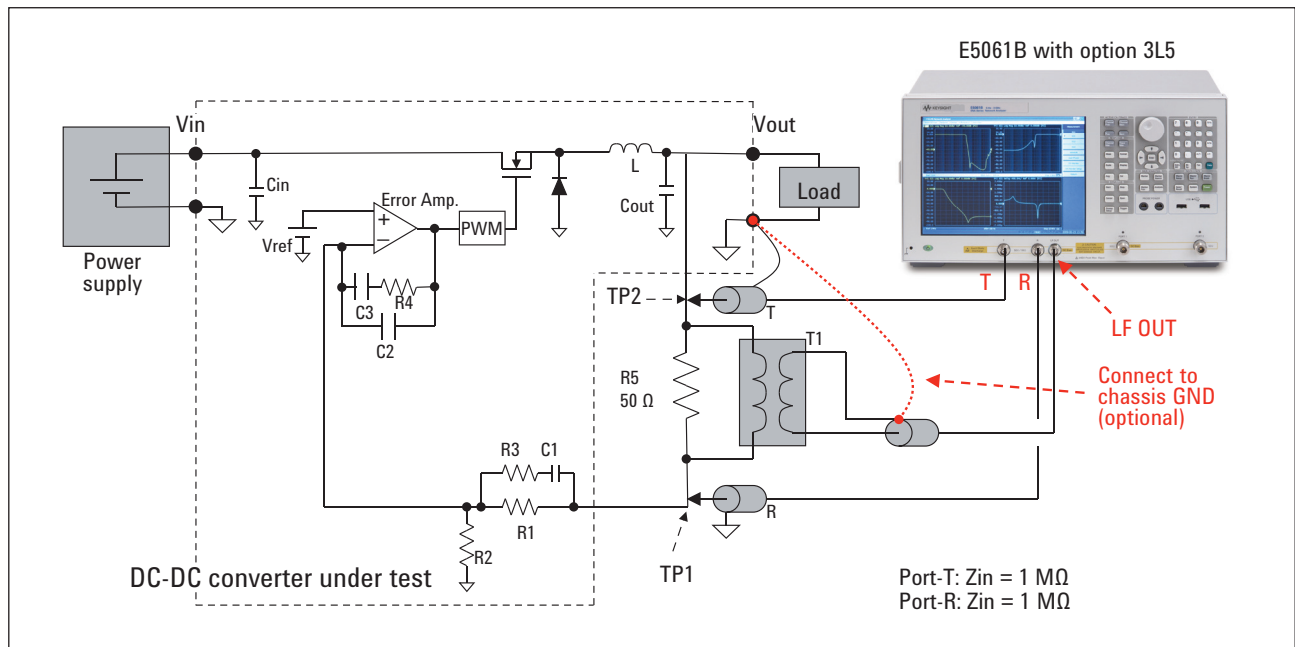 E5061B with option 3L5
KEYSIGHT
Vin
Vout
Cin
L
Cout
Load
Error Amp.
+
−
PWM
Vref
Power
supply
R4
C3
C2
TP2
T
T
R
LF OUT
T1
R5
50 Ω
Connect to
chassis GND
(optional)
R3
C1
R1
R
R2
TP1
DC-DC converter under test
Port-T: Zin = 1 MΩ
Port-R: Zin = 1 MΩ